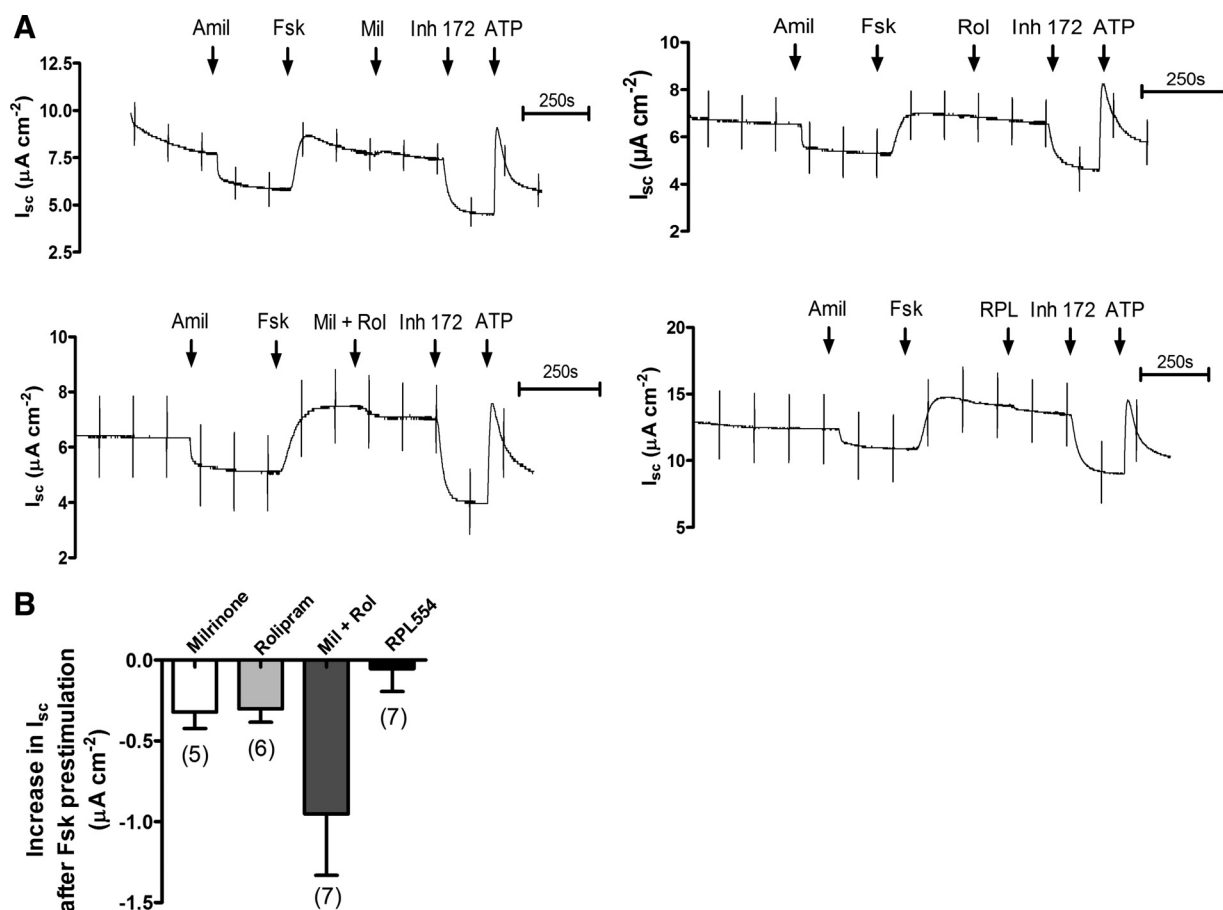 A
Amil Fsk Mil Inh 172 ATP
250s
12.5
10.0
7.5
5.0
2.5
Isc (μA cm-2)
Amil Fsk Rol Inh 172 ATP
250s
10
8
6
4
2
Isc (μA cm-2)
Amil Fsk Mil + Rol Inh 172 ATP
250s
10
8
6
4
2
Isc (μA cm-2)
Amil Fsk RPL Inh 172 ATP
250s
20
15
10
5
Isc (μA cm-2)
B
Milrinone
Rolipram
Mil + Rol
RPL554
0.0
-0.5
-1.0
-1.5
Increase in Isc
after Fsk prestimulation
(μA cm-2)
(5)
(6)
(7)
(7)